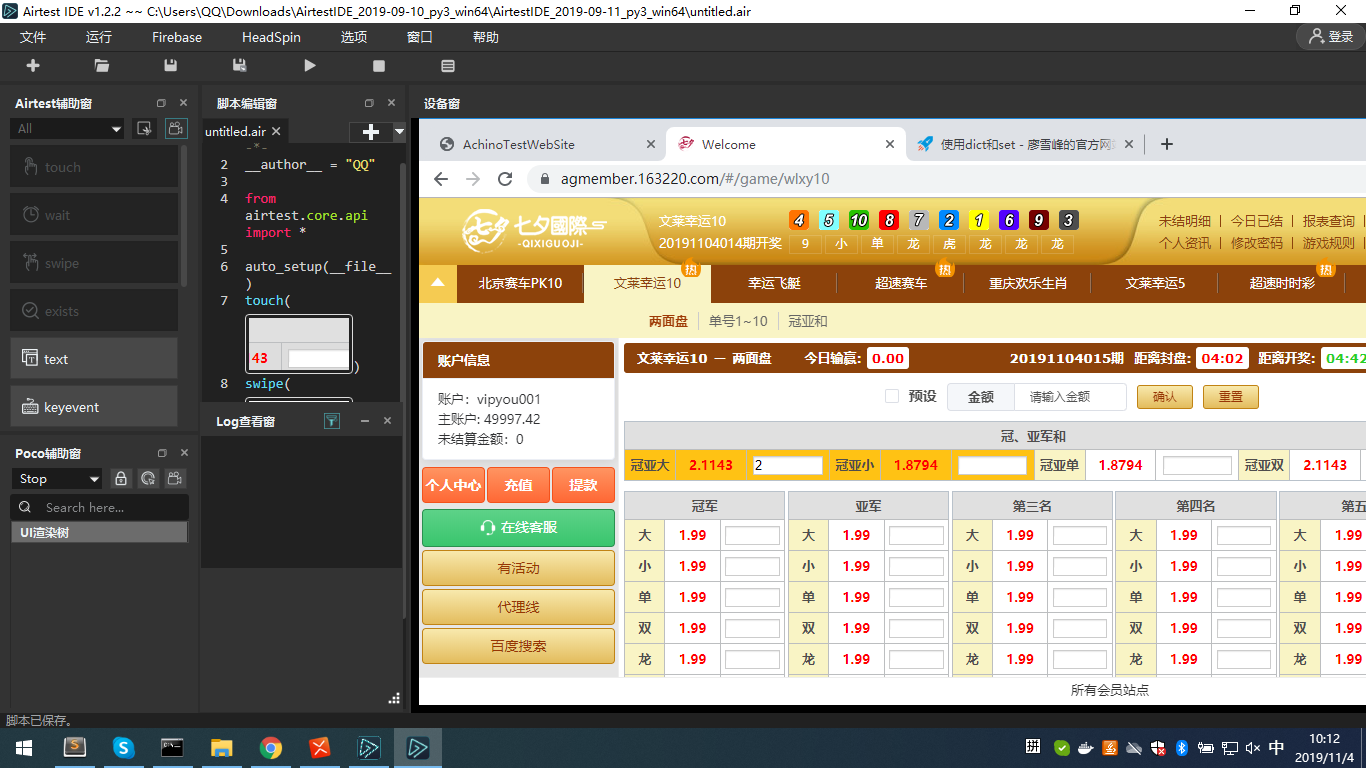 Airtest IDE v1.2.2 ~~ C:\Users\QQ\Downloads\AirtestIDE_2019-09-10_py3_win64\AirtestIDE_2019-09-11_py3_win64\untitled.air
文件 运行 Firebase HeadSpin 选项 窗口 帮助 登录
Airtest辅助窗
All
touch
wait
swipe
exists
text
keyevent
Poco辅助窗
Stop
Search here...
UI渲染树
脚本编辑窗
untitled.air
-*-
2 __author__ = "QQ"
3
4 from
airtest.core.api
import *
5
6 auto_setup(__file__
)
7 touch(
43
)
8 swipe(
Log查看窗
设备窗
AchinoTestWebSite
Welcome
使用dict和set - 廖雪峰的官方网
agmember.163220.com/#/game/wlxy10
七夕國際
-QIXIGUOJI-
文莱幸运10 4 5 10 8 7 2 1 6 9 3
20191104014期开奖 9 小 单 龙 虎 龙 龙 龙
未结明细 | 今日已结 | 报表查询 |
个人资讯 | 修改密码 | 游戏规则 |
热 热 热
北京赛车PK10 文莱幸运10 幸运飞艇 超速赛车 重庆欢乐生肖 文莱幸运5 超速时时彩
两面盘 单号1~10 冠亚和
账户信息
账户：vipyou001
主账户: 49997.42
未结算金额：0
个人中心 充值 提款
在线客服
有活动
代理线
百度搜索
文莱幸运10 — 两面盘 今日输赢: 0.00 20191104015期 距离封盘: 04:02 距离开奖: 04:42
预设 金额 请输入金额 确认 重置
冠、亚军和
冠亚大 2.1143 2 冠亚小 1.8794 冠亚单 1.8794 冠亚双 2.1143
冠军 亚军 第三名 第四名 第五
大 1.99 大 1.99 大 1.99 大 1.99 大 1.99
小 1.99 小 1.99 小 1.99 小 1.99 小 1.99
单 1.99 单 1.99 单 1.99 单 1.99 单 1.99
双 1.99 双 1.99 双 1.99 双 1.99 双 1.99
龙 1.99 龙 1.99 龙 1.99 龙 1.99 龙 1.99
所有会员站点
脚本已保存。
拼 中
10:12
2019/11/4